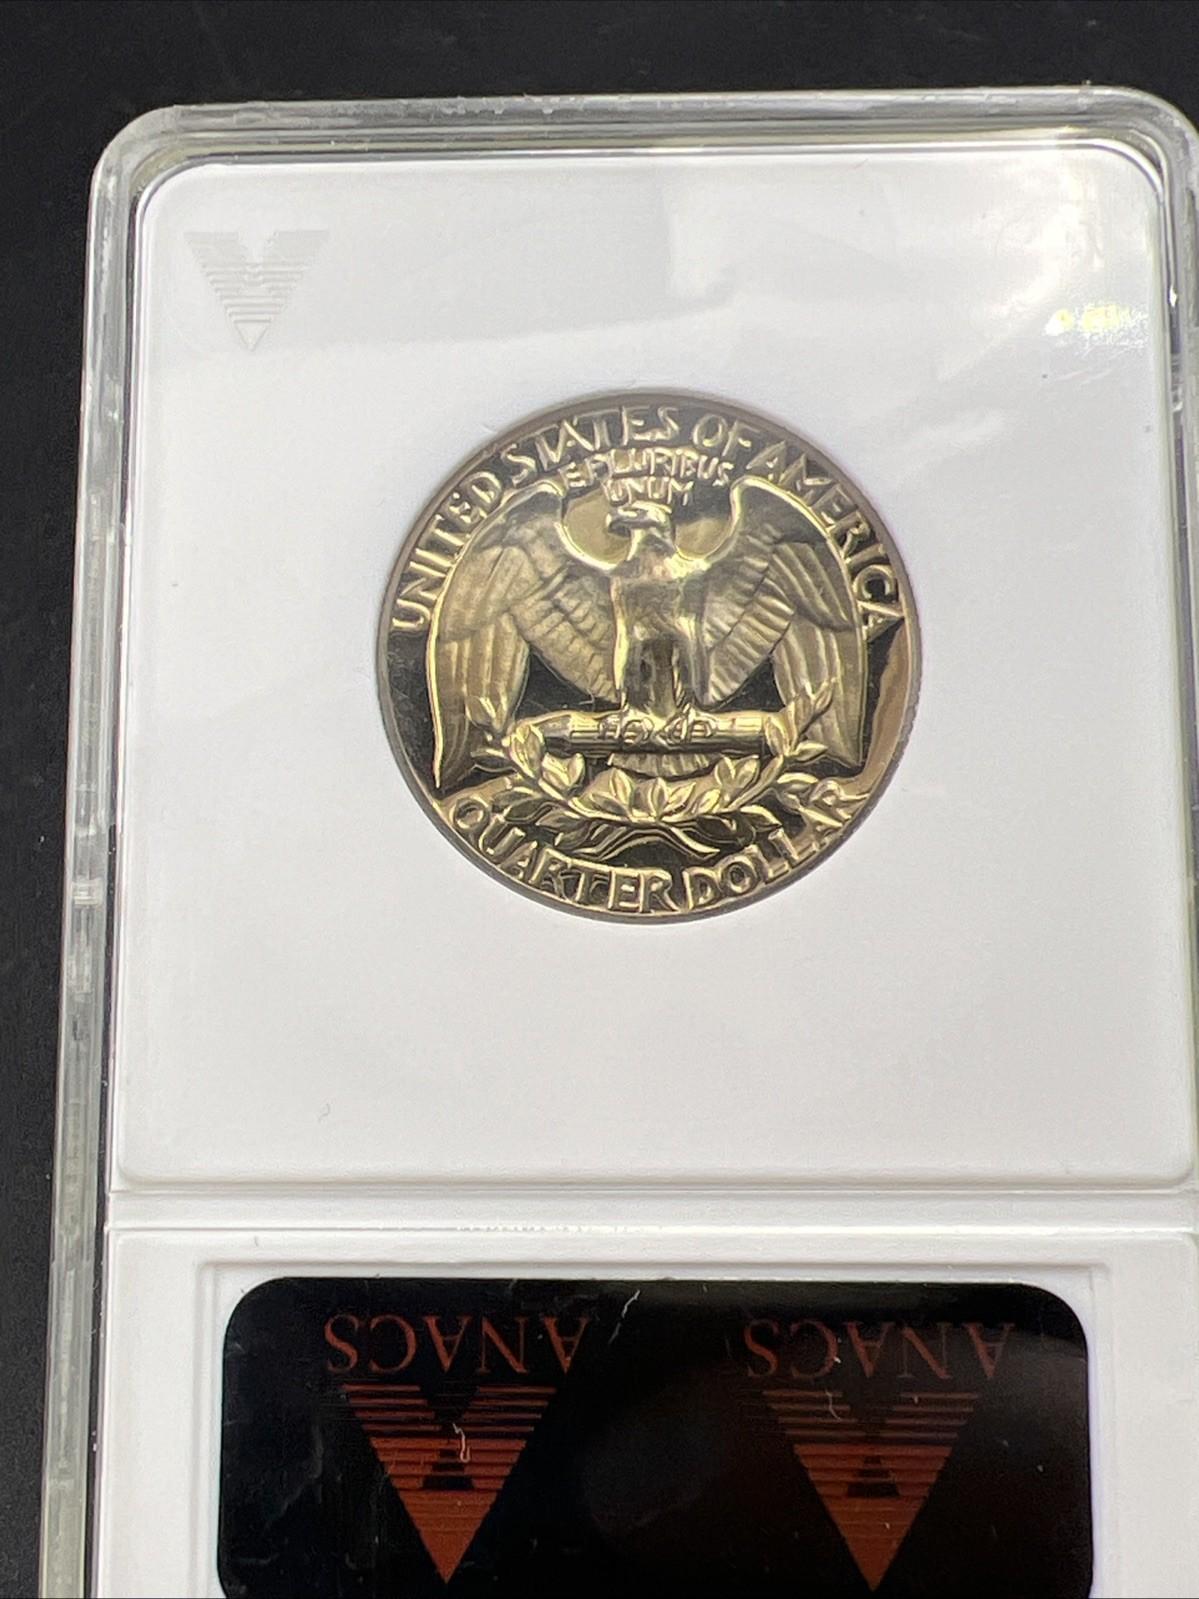 UNITED STATES OF AMERICA
E PLURIBUS
UNUM
QUARTER DOLLAR
ANACS ANACS